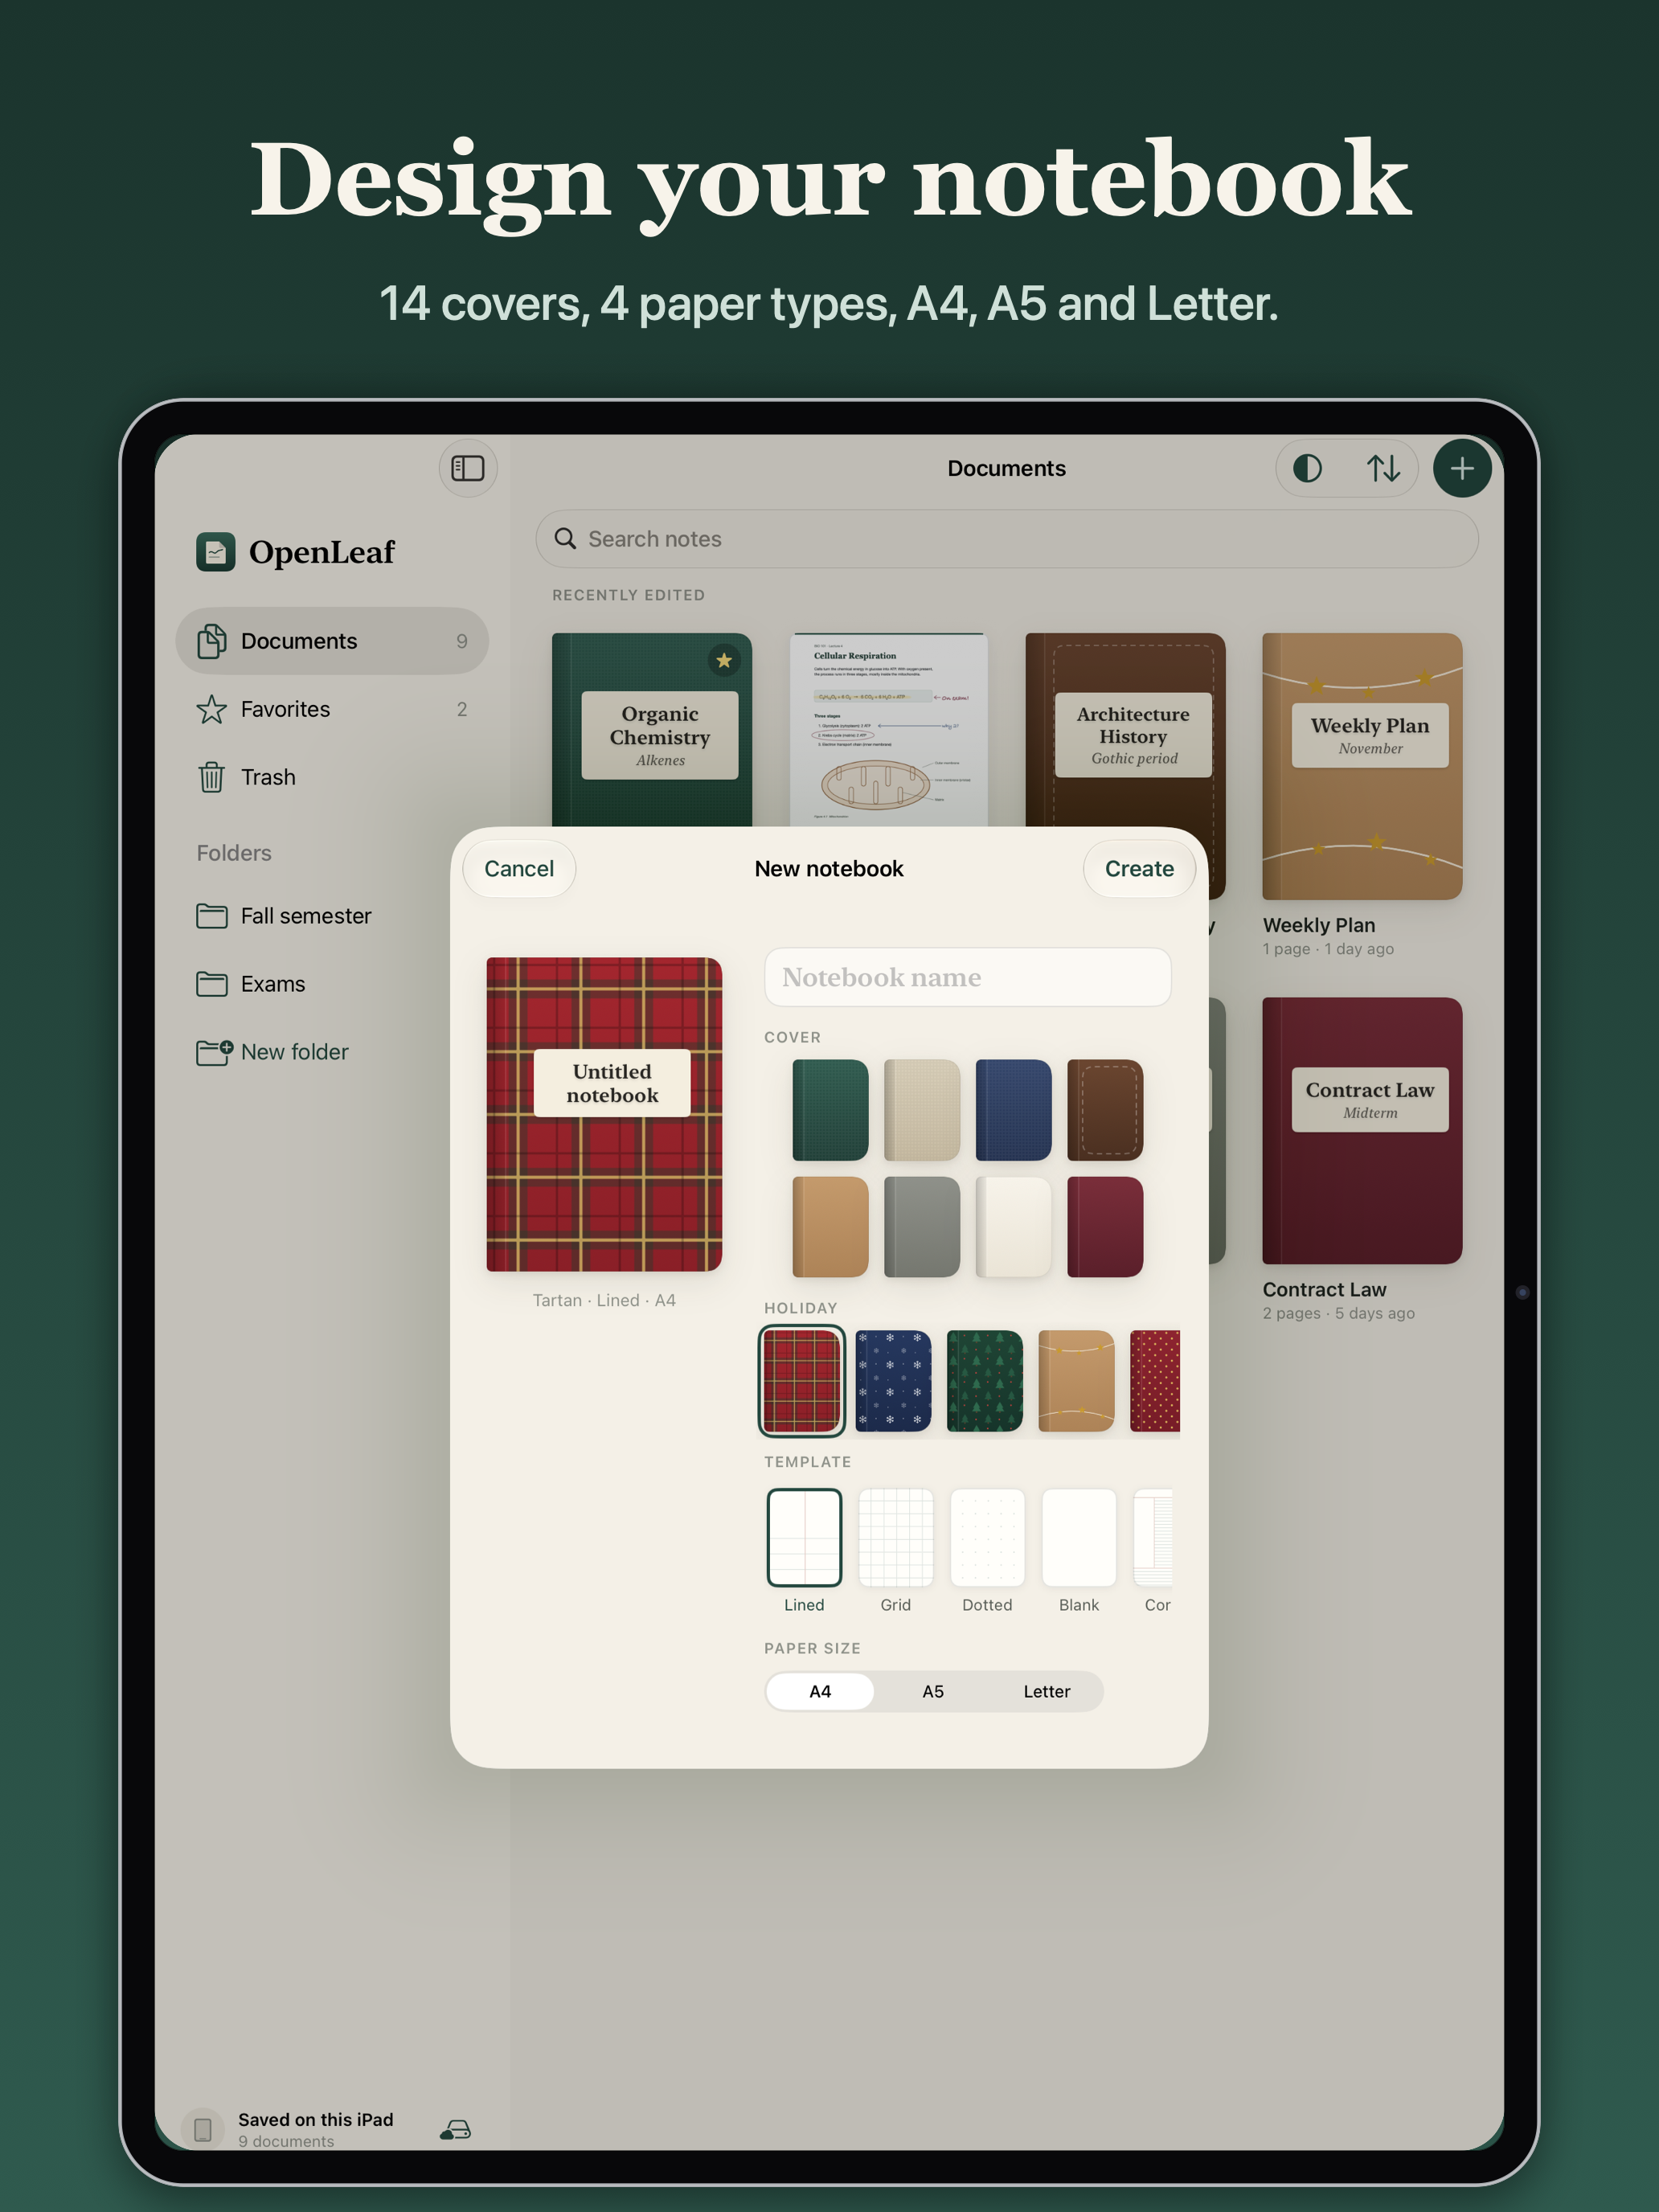 Design your notebook
14 covers, 4 paper types, A4, A5 and Letter.
Documents
OpenLeaf
Search notes
RECENTLY EDITED
Documents 9
Favorites 2
Trash
Folders
Fall semester
Exams
New folder
Organic
Chemistry
Alkenes
Cellular Respiration
Three stages
Architecture
History
Gothic period
Weekly Plan
November
Weekly Plan
1 page · 1 day ago
Contract Law
Midterm
Contract Law
2 pages · 5 days ago
Cancel
New notebook
Create
Untitled
notebook
Tartan · Lined · A4
Notebook name
COVER
HOLIDAY
TEMPLATE
Lined
Grid
Dotted
Blank
Cor
PAPER SIZE
A4
A5
Letter
Saved on this iPad
9 documents